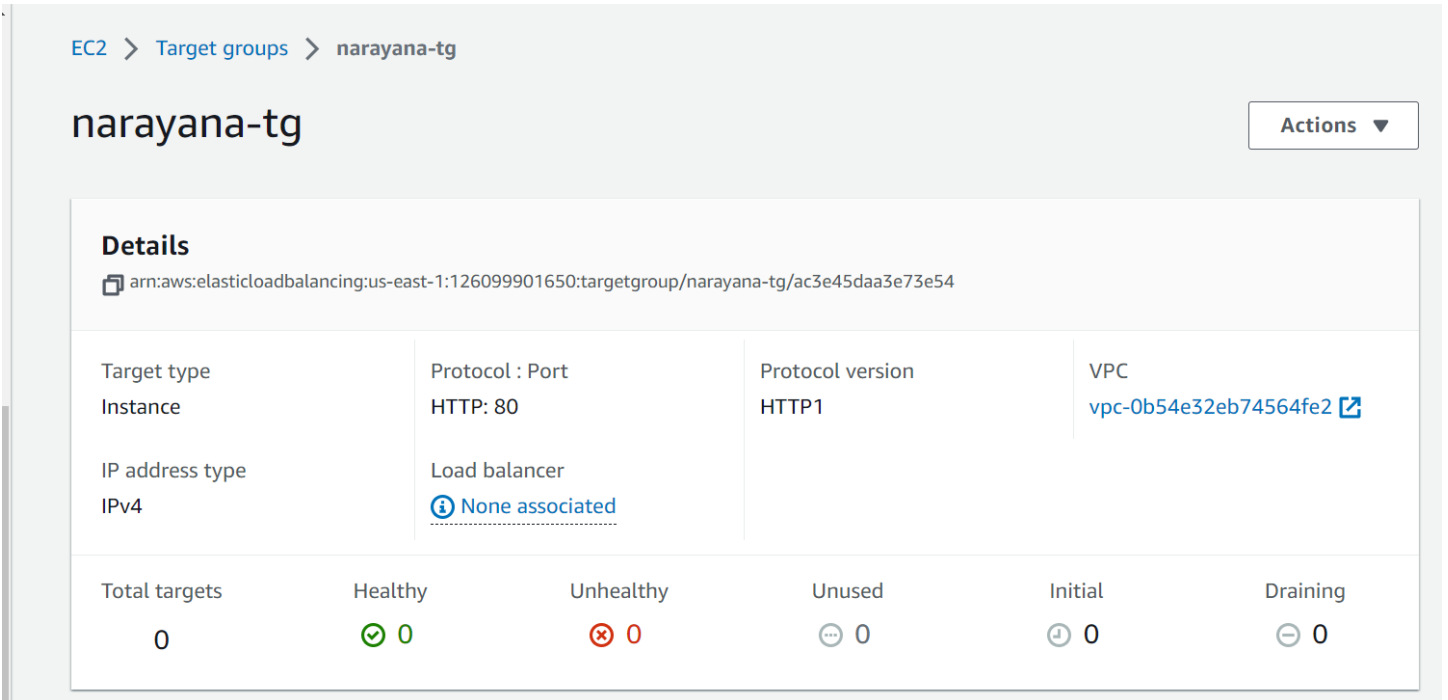 EC2 > Target groups > narayana-tg
narayana-tg
Actions ▼
Details
arn:aws:elasticloadbalancing:us-east-1:126099901650:targetgroup/narayana-tg/ac3e45daa3e73e54
Target type Protocol : Port Protocol version VPC
Instance HTTP: 80 HTTP1 vpc-0b54e32eb74564fe2
IP address type Load balancer
IPv4 None associated
Total targets Healthy Unhealthy Unused Initial Draining
0 0 0 0 0 0